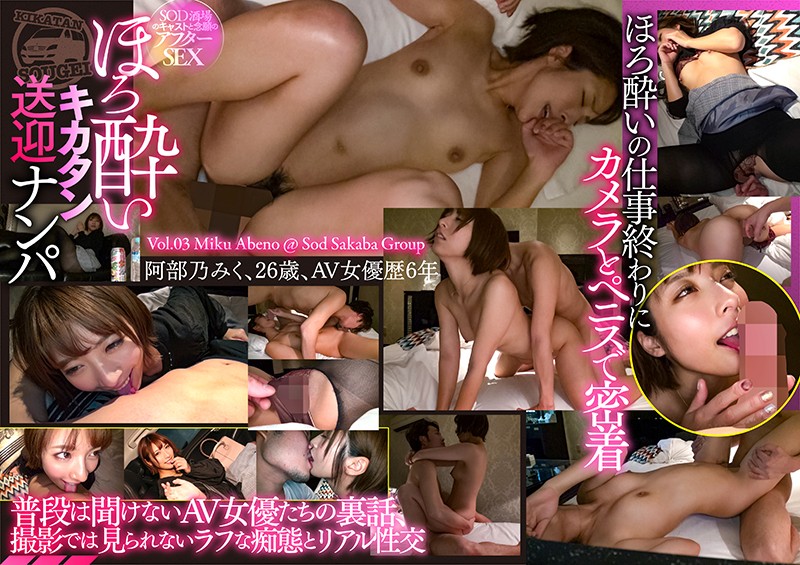 KIKATAN
SOUGEI
SOD酒場
のキャストと念願の
アフター
SEX
ほろ酔い
キカタン
送迎ナンパ
Vol.03 Miku Abeno @ Sod Sakaba Group
阿部乃みく、26歳、AV女優歴6年
ほろ酔いの仕事終わりに
カメラとペニスで密着
普段は聞けないAV女優たちの裏話、
撮影では見られないラフな痴態とリアル性交